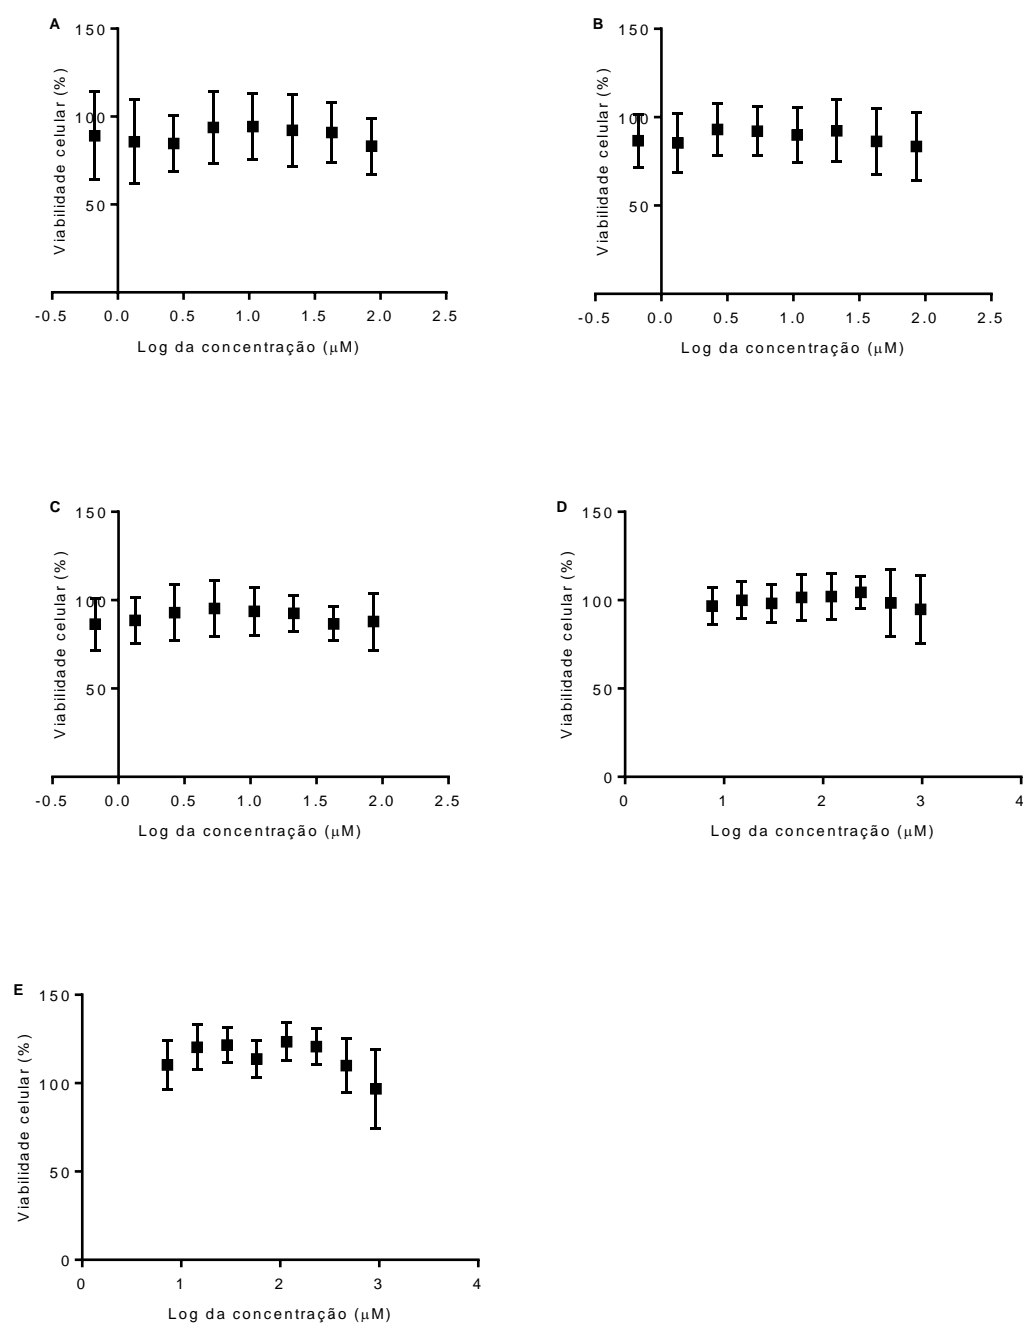 A
150
100
50
Viabilidade celular (%)
-0.5 0.0 0.5 1.0 1.5 2.0 2.5
Log da concentração (μM)
B
150
100
50
Viabilidade celular (%)
-0.5 0.0 0.5 1.0 1.5 2.0 2.5
Log da concentração (μM)
C
150
100
50
Viabilidade celular (%)
-0.5 0.0 0.5 1.0 1.5 2.0 2.5
Log da concentração (μM)
D
150
100
50
0
Viabilidade celular (%)
0 1 2 3 4
Log da concentração (μM)
E
150
100
50
0
Viabilidade celular (%)
0 1 2 3 4
Log da concentração (μM)